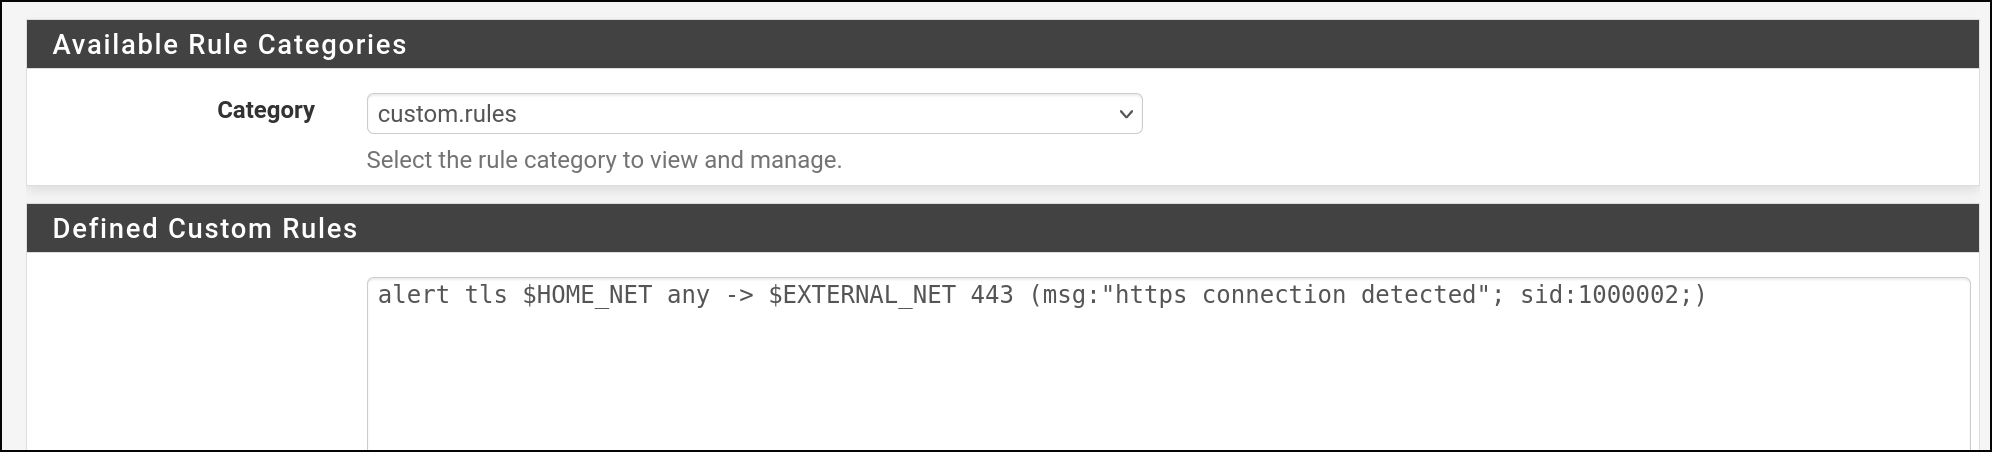 Available Rule Categories
Category
custom.rules
Select the rule category to view and manage.
Defined Custom Rules
alert tls $HOME_NET any -> $EXTERNAL_NET 443 (msg:"https connection detected"; sid:1000002;)